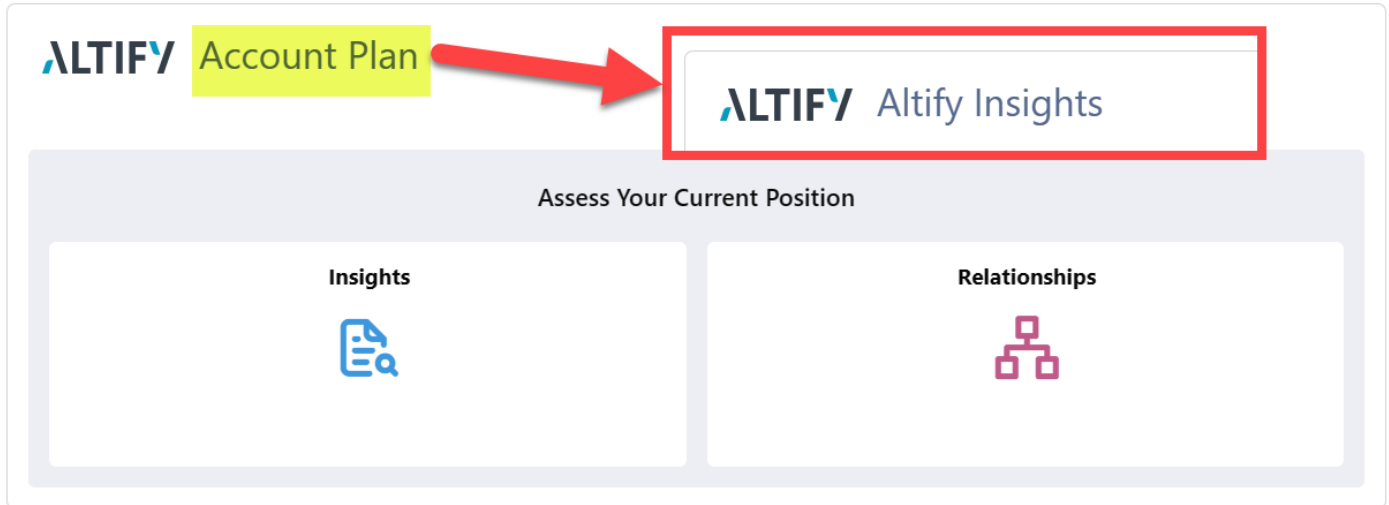 ALTIFY Account Plan
ALTIFY Altify Insights
Assess Your Current Position
Insights
Relationships